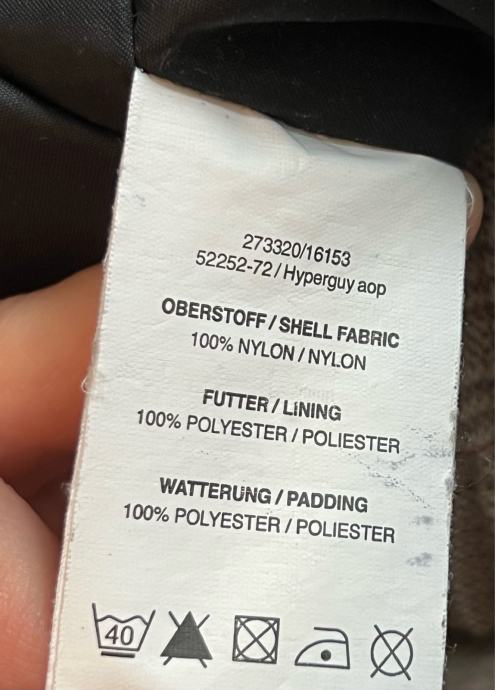 273320/16153
52252-72 / Hyperguy aop
OBERSTOFF / SHELL FABRIC
100% NYLON / NYLON
FUTTER / LINING
100% POLYESTER / POLIESTER
WATTERUNG / PADDING
100% POLYESTER / POLIESTER
40